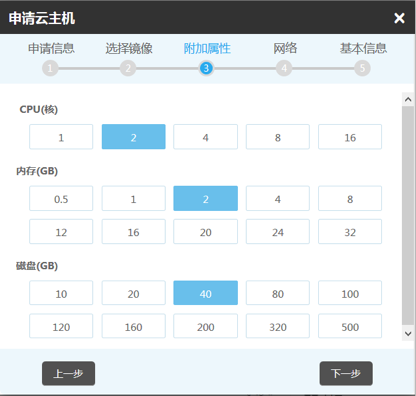 申请云主机
申请信息 选择镜像 附加属性 网络 基本信息
1 2 3 4 5
CPU(核)
1 2 4 8 16
内存(GB)
0.5 1 2 4 8
12 16 20 24 32
磁盘(GB)
10 20 40 80 100
120 160 200 320 500
上一步 下一步